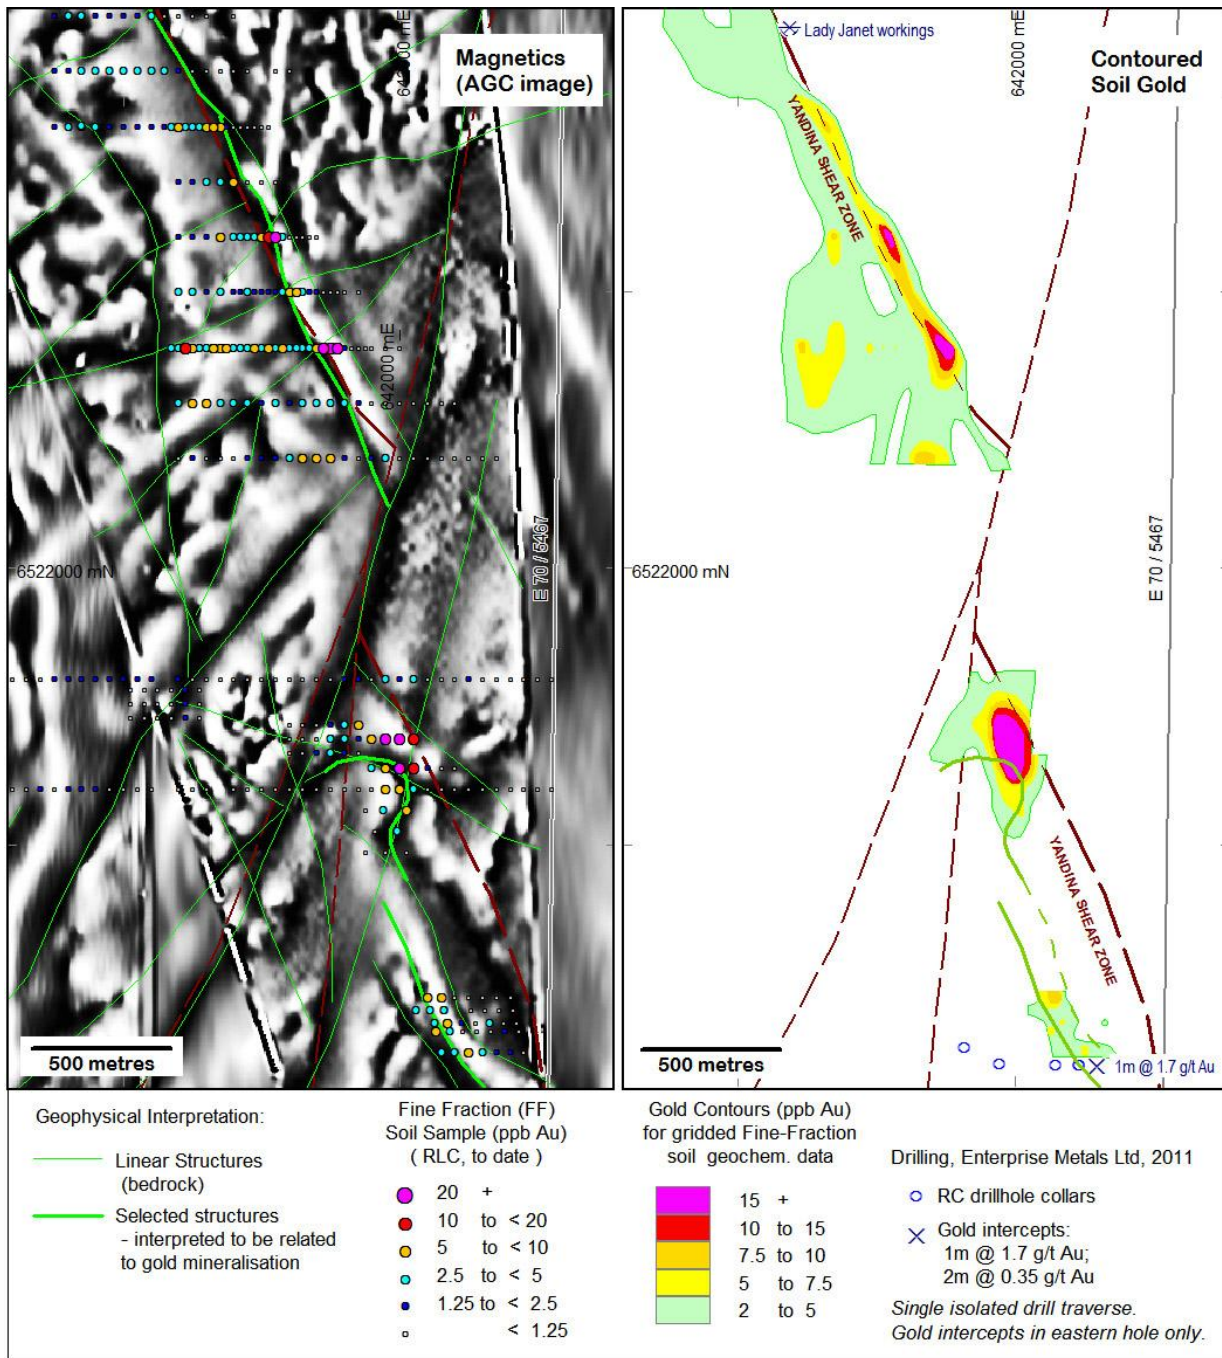 642000 mE
Magnetics
(AGC image)
642000 mE
6522000 mN
E 70 / 5467
500 metres
Lady Janet workings
642000 mE
Contoured
Soil Gold
YANDINA SHEAR ZONE
6522000 mN
E 70 / 5467
YANDINA SHEAR ZONE
500 metres
1m @ 1.7 g/t Au
Geophysical Interpretation:
Linear Structures
(bedrock)
Selected structures
- interpreted to be related
to gold mineralisation
Fine Fraction (FF)
Soil Sample (ppb Au)
( RLC, to date )
20 +
10 to < 20
5 to < 10
2.5 to < 5
1.25 to < 2.5
< 1.25
Gold Contours (ppb Au)
for gridded Fine-Fraction
soil geochem. data
15 +
10 to 15
7.5 to 10
5 to 7.5
2 to 5
Drilling, Enterprise Metals Ltd, 2011
RC drillhole collars
Gold intercepts:
1m @ 1.7 g/t Au;
2m @ 0.35 g/t Au
Single isolated drill traverse.
Gold intercepts in eastern hole only.